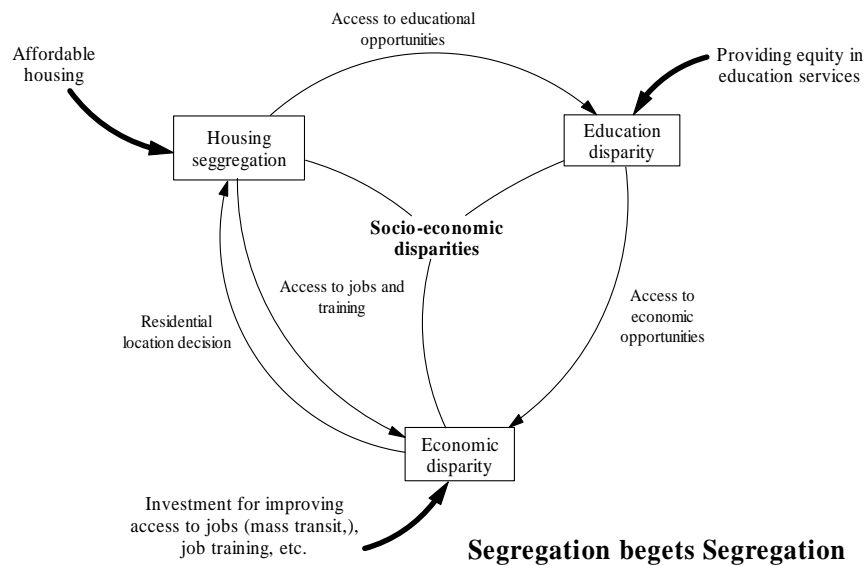 Access to educational
opportunities
Affordable
housing
Providing equity in
education services
Housing
seggregation
Education
disparity
Socio-economic
disparities
Access to jobs and
training
Residential
location decision
Access to
economic
opportunities
Economic
disparity
Investment for improving
access to jobs (mass transit,),
job training, etc.
Segregation begets Segregation